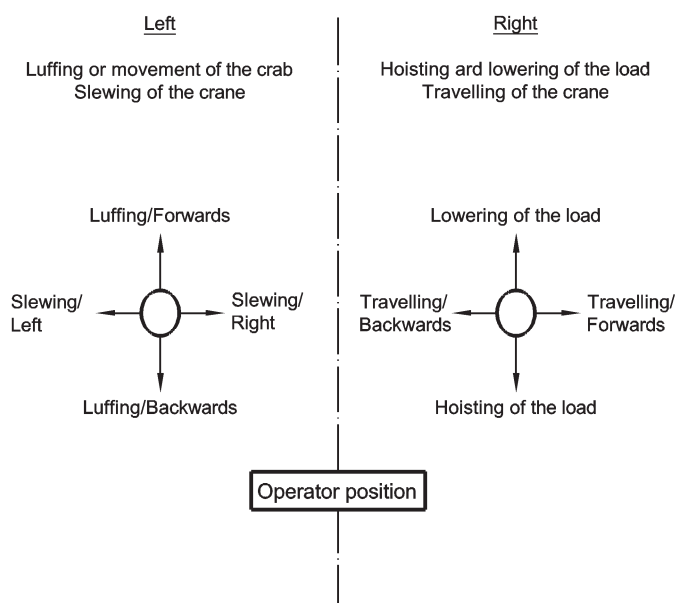 Left
Luffing or movement of the crab
Slewing of the crane
Luffing/Forwards
Slewing/
Left
Slewing/
Right
Luffing/Backwards
Right
Hoisting ard lowering of the load
Travelling of the crane
Lowering of the load
Travelling/
Backwards
Travelling/
Forwards
Hoisting of the load
Operator position